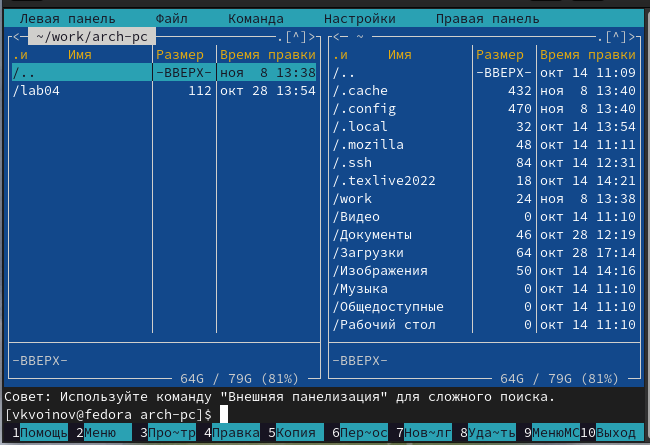 Левая панель Файл Команда Настройки Правая панель
<─ ~/work/arch-pc ─.[^]> <─ ~ ─.[^]>
.и Имя Размер Время правки .и Имя Размер Время правки
/.. -ВВЕРХ- ноя 8 13:38 /.. -ВВЕРХ- окт 14 11:09
/lab04 112 окт 28 13:54 /.cache 432 ноя 8 13:40
/.config 470 ноя 8 13:40
/.local 32 окт 14 13:54
/.mozilla 48 окт 14 11:11
/.ssh 84 окт 14 12:31
/.texlive2022 18 окт 14 14:21
/work 24 ноя 8 13:38
/Видео 0 окт 14 11:10
/Документы 46 окт 28 12:19
/Загрузки 64 окт 28 17:14
/Изображения 50 окт 14 14:16
/Музыка 0 окт 14 11:10
/Общедоступные 0 окт 14 11:10
/Рабочий стол 0 окт 14 11:10
-ВВЕРХ- -ВВЕРХ-
64G / 79G (81%) 64G / 79G (81%)
Совет: Используйте команду "Внешняя панелизация" для сложного поиска.
[vkvoinov@fedora arch-pc]$
1Помощь 2Меню 3Про~тр 4Правка 5Копия 6Пер~ос 7Нов~лг 8Уда~ть 9МенюМС10Выход